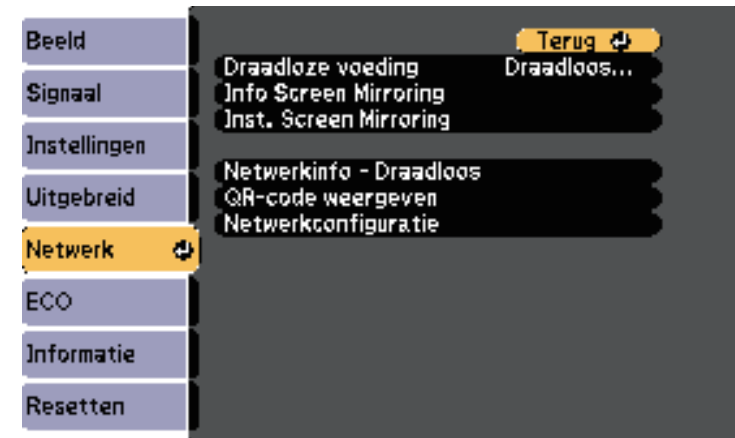 Beeld
Signaal
Instellingen
Uitgebreid
Netwerk
ECO
Informatie
Resetten
Terug
Draadloze voeding Draadloos...
Info Screen Mirroring
Inst. Screen Mirroring
Netwerkinfo - Draadloos
QR-code weergeven
Netwerkconfiguratie